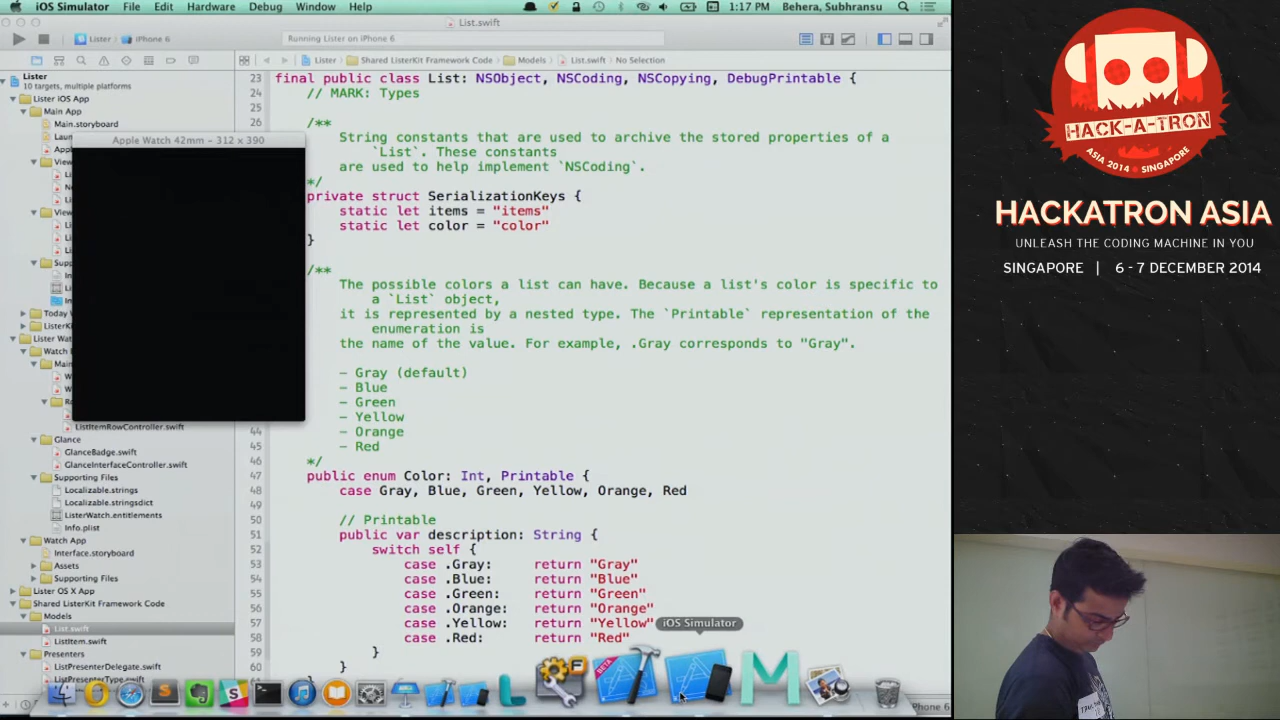 iOS Simulator File Edit Hardware Debug Window Help
1:17 PM Behera, Subhransu
List.swift
Lister iPhone 6
Running Lister on iPhone 6
Lister Shared ListerKit Framework Code Models List.swift No Selection
Lister
10 targets, multiple platforms
Lister iOS App
Main App
Main.storyboard
Apple Watch 42mm – 312 x 390
ListItemRowController.swift
Glance
GlanceBadge.swift
GlanceInterfaceController.swift
Supporting Files
Localizable.strings
Localizable.stringsdict
ListerWatch.entitlements
Info.plist
Watch App
Interface.storyboard
Assets
Supporting Files
Lister OS X App
Shared ListerKit Framework Code
Models
List.swift
ListItem.swift
Presenters
ListPresenterDelegate.swift
ListPresenterType.swift
23 final public class List: NSObject, NSCoding, NSCopying, DebugPrintable {
24 // MARK: Types
25
26 /**
String constants that are used to archive the stored properties of a
`List`. These constants
are used to help implement `NSCoding`.
*/
private struct SerializationKeys {
static let items = "items"
static let color = "color"
}
/**
The possible colors a list can have. Because a list's color is specific to
a `List` object,
it is represented by a nested type. The `Printable` representation of the
enumeration is
the name of the value. For example, .Gray corresponds to "Gray".
– Gray (default)
– Blue
– Green
– Yellow
44 – Orange
45 – Red
46 */
47 public enum Color: Int, Printable {
48 case Gray, Blue, Green, Yellow, Orange, Red
49
50 // Printable
51 public var description: String {
52 switch self {
53 case .Gray: return "Gray"
54 case .Blue: return "Blue"
55 case .Green: return "Green"
56 case .Orange: return "Orange"
57 case .Yellow: return "Yellow"
58 case .Red: return "Red"
59 }
60 }
iOS Simulator
BETA
iPhone 6
HACK-A-TRON
ASIA 2014 SINGAPORE
HACKATRON ASIA
UNLEASH THE CODING MACHINE IN YOU
SINGAPORE | 6 - 7 DECEMBER 2014